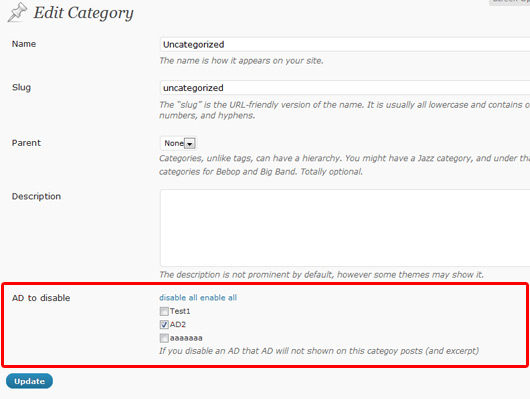 Edit Category
Name
Uncategorized
The name is how it appears on your site.
Slug
uncategorized
The "slug" is the URL-friendly version of the name. It is usually all lowercase and contains
numbers, and hyphens.
Parent
None
Categories, unlike tags, can have a hierarchy. You might have a Jazz category, and under
categories for Bebop and Big Band. Totally optional.
Description
The description is not prominent by default, however some themes may show it.
AD to disable
disable all enable all
Test1
AD2
aaaaaaa
If you disable an AD that AD will not shown on this categoy posts (and excerpt)
Update